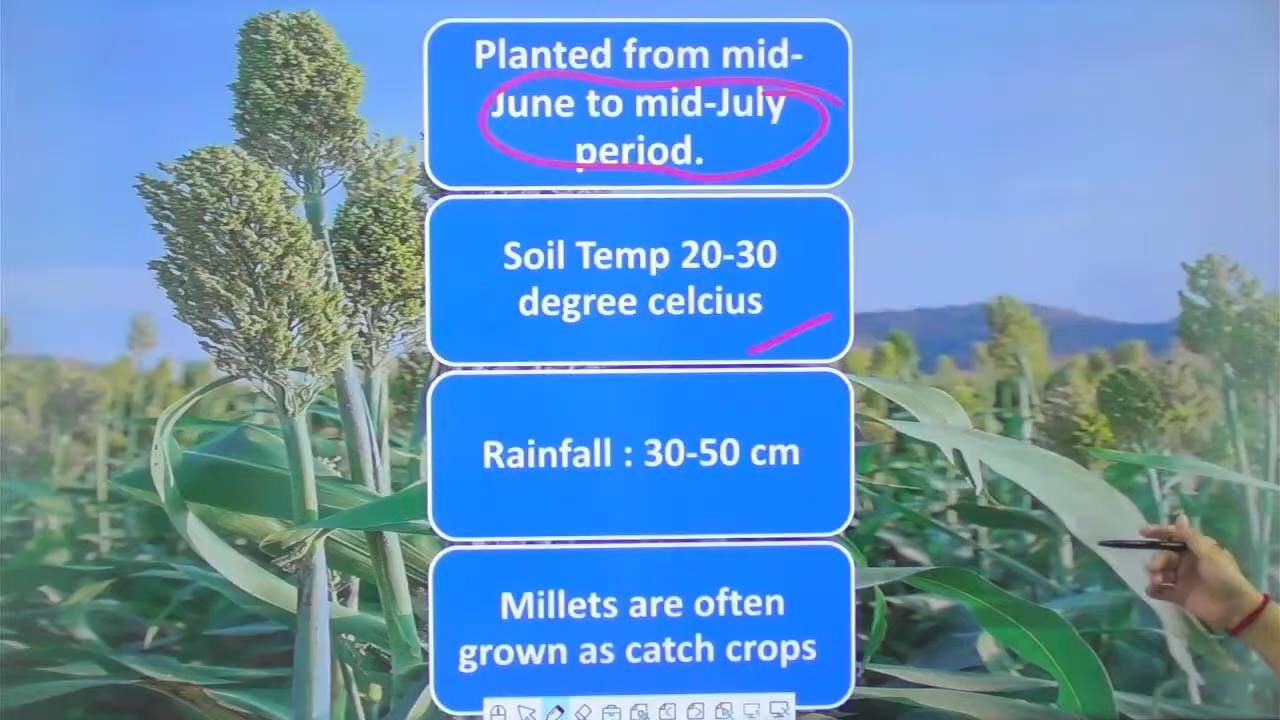 Planted from mid-
June to mid-July
period.
Soil Temp 20-30
degree celcius
Rainfall : 30-50 cm
Millets are often
grown as catch crops